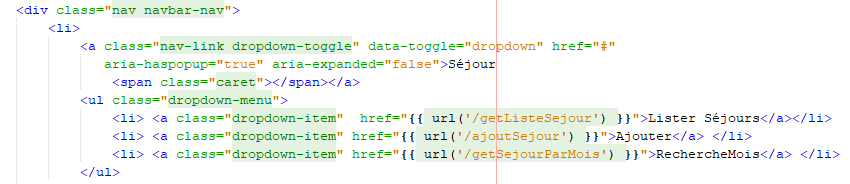 <div class="nav navbar-nav">
<li>
<a class="nav-link dropdown-toggle" data-toggle="dropdown" href="#"
aria-haspopup="true" aria-expanded="false">Séjour
<span class="caret"></span></a>
<ul class="dropdown-menu">
<li> <a class="dropdown-item"  href="{{ url('/getListeSejour') }}">Lister Séjours</a></li>
<li> <a class="dropdown-item" href="{{ url('/ajoutSejour') }}">Ajouter</a> </li>
<li> <a class="dropdown-item" href="{{ url('/getSejourParMois') }}">RechercheMois</a> </li>
</ul>